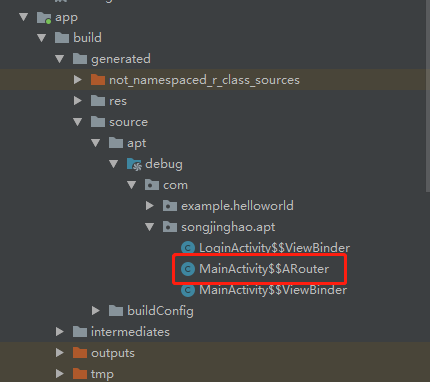 app
build
generated
not_namespaced_r_class_sources
res
source
apt
debug
com
example.helloworld
songjinghao.apt
LoginActivity$$ViewBinder
MainActivity$$ARouter
MainActivity$$ViewBinder
buildConfig
intermediates
outputs
tmp